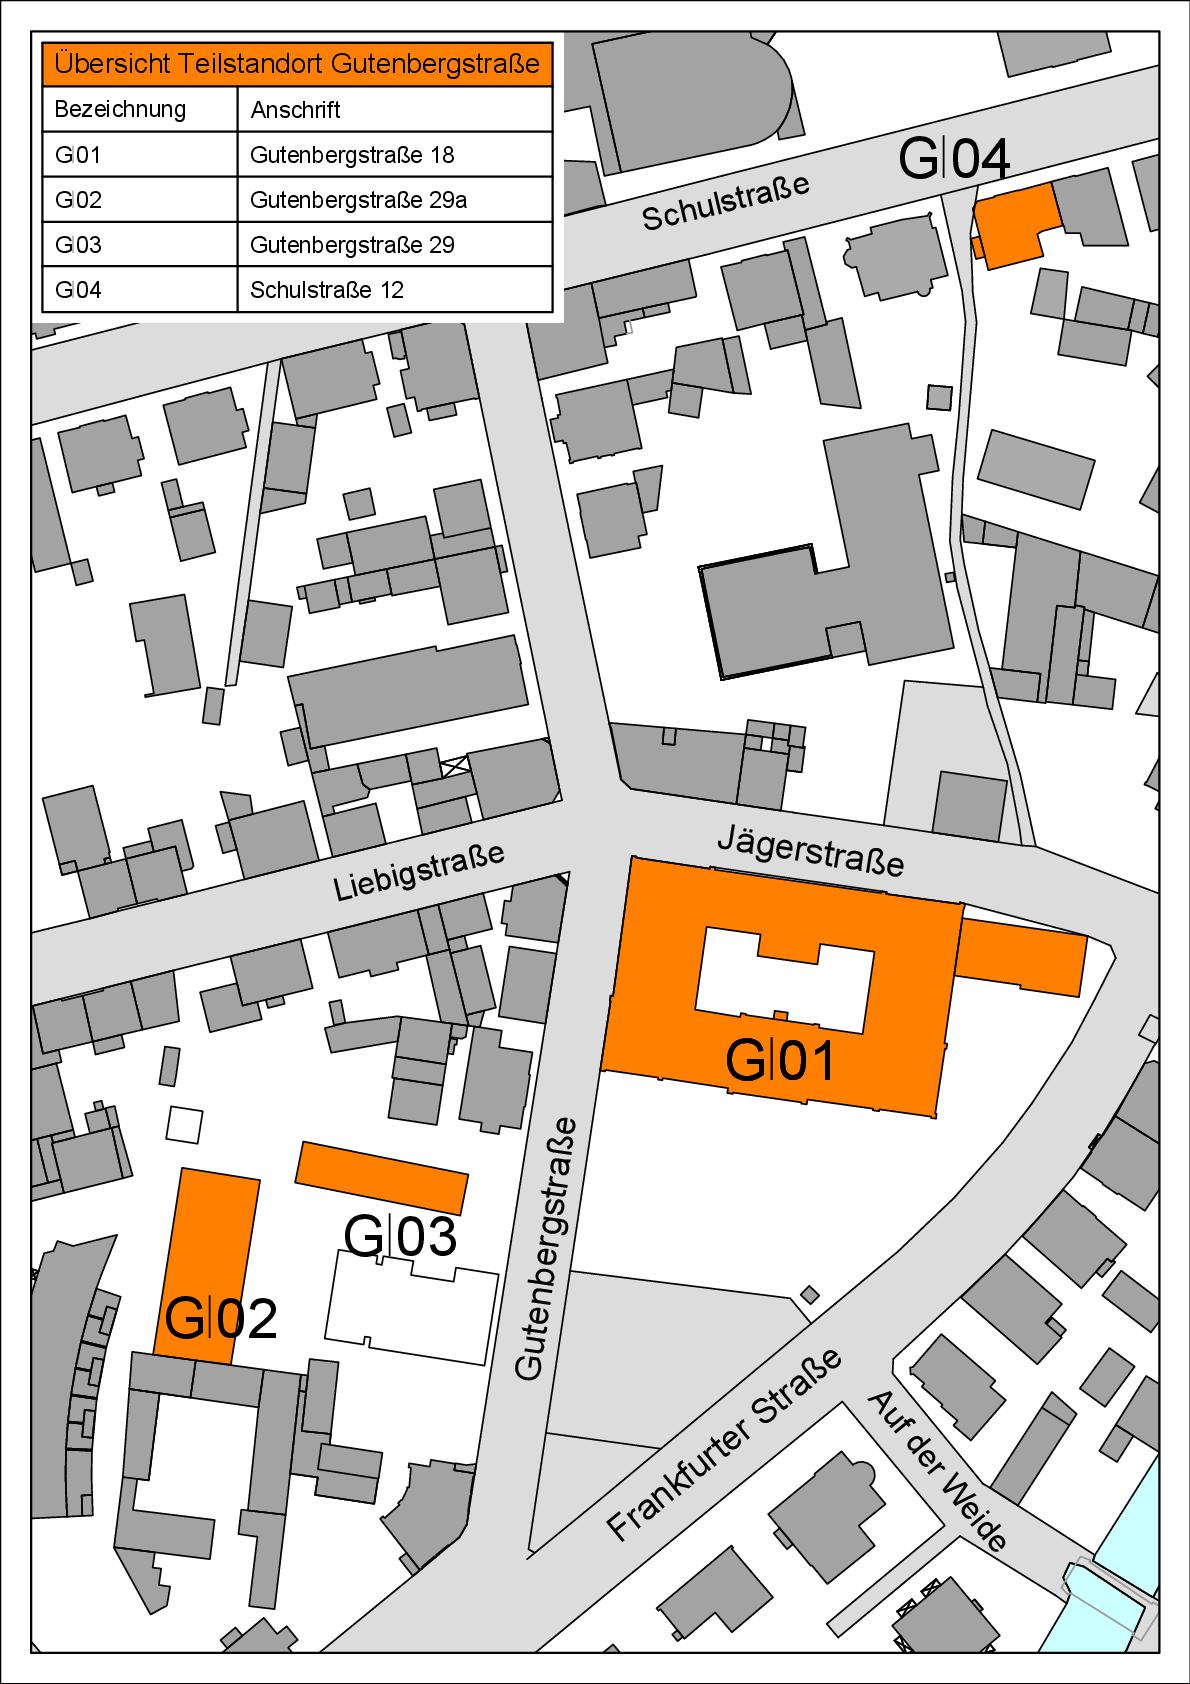 Übersicht Teilstandort Gutenbergstraße
Bezeichnung Anschrift
G|01 Gutenbergstraße 18
G|02 Gutenbergstraße 29a
G|03 Gutenbergstraße 29
G|04 Schulstraße 12
G|04
Schulstraße
Jägerstraße
Liebigstraße
G|01
Gutenbergstraße
G|03
G|02
Frankfurter Straße
Auf der Weide